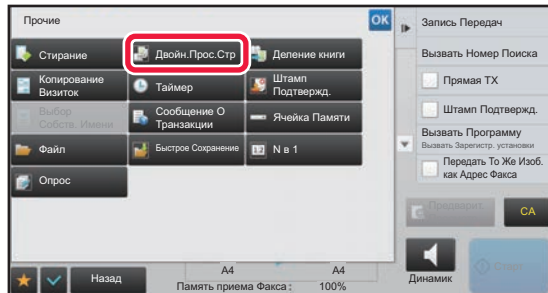 Прочие
OK
Стирание
Двойн.Прос.Стр
Деление книги
Копирование
Визиток
Таймер
Штамп
Подтвержд.
Выбор
Собств. Имени
Сообщение О
Транзакции
Ячейка Памяти
Файл
Быстрое Сохранение
N в 1
Опрос
Назад
A4
A4
Память приема Факса :
100%
Запись Передач
Вызвать Номер Поиска
Прямая TX
Штамп Подтвержд.
Вызвать Программу
Вызвать Зарегистр. установки
Передать То Же Изоб.
как Адрес Факса
Предварит.
CA
Динамик
Старт